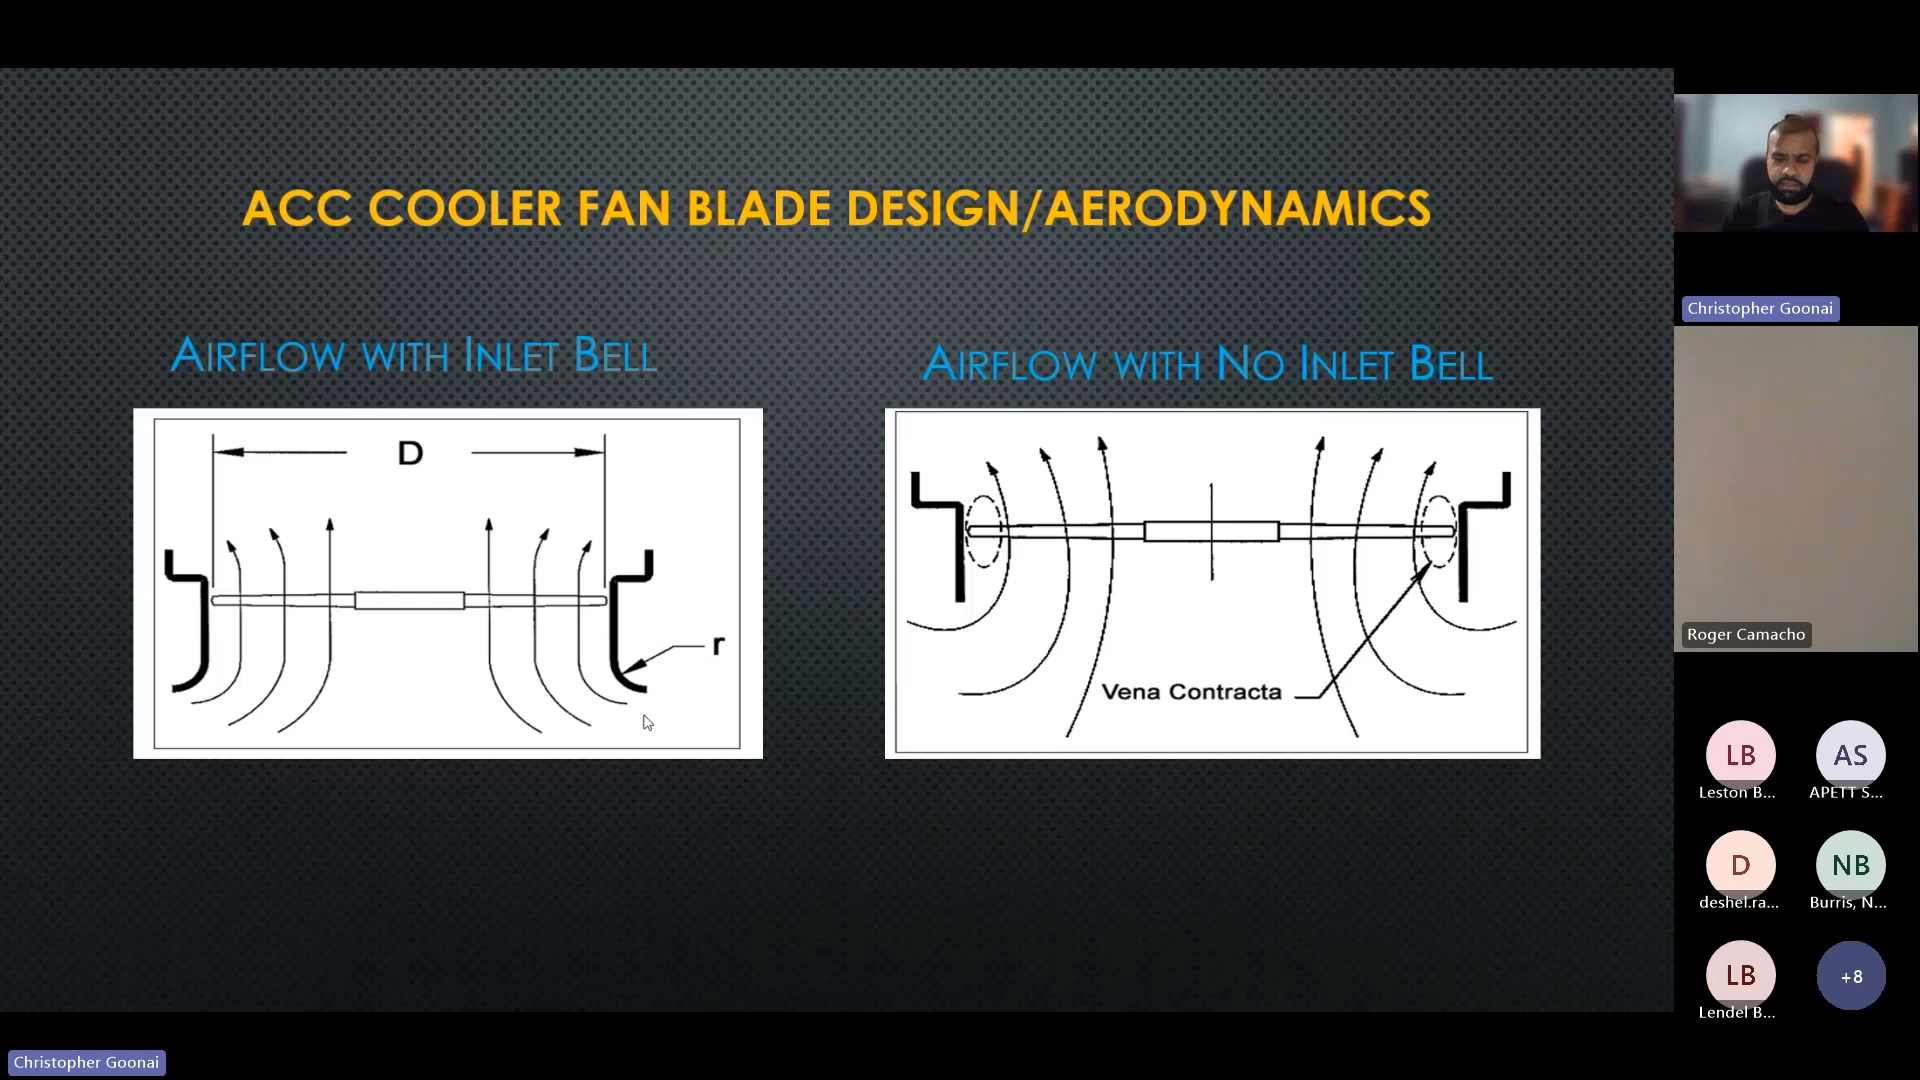 ACC COOLER FAN BLADE DESIGN/AERODYNAMICS
AIRFLOW WITH INLET BELL
AIRFLOW WITH NO INLET BELL
D
r
Vena Contracta
Christopher Goonai
Roger Camacho
LB
Leston B...
AS
APETT S...
D
deshel.ra...
NB
Burris, N...
LB
Lendel B...
+8
Christopher Goonai